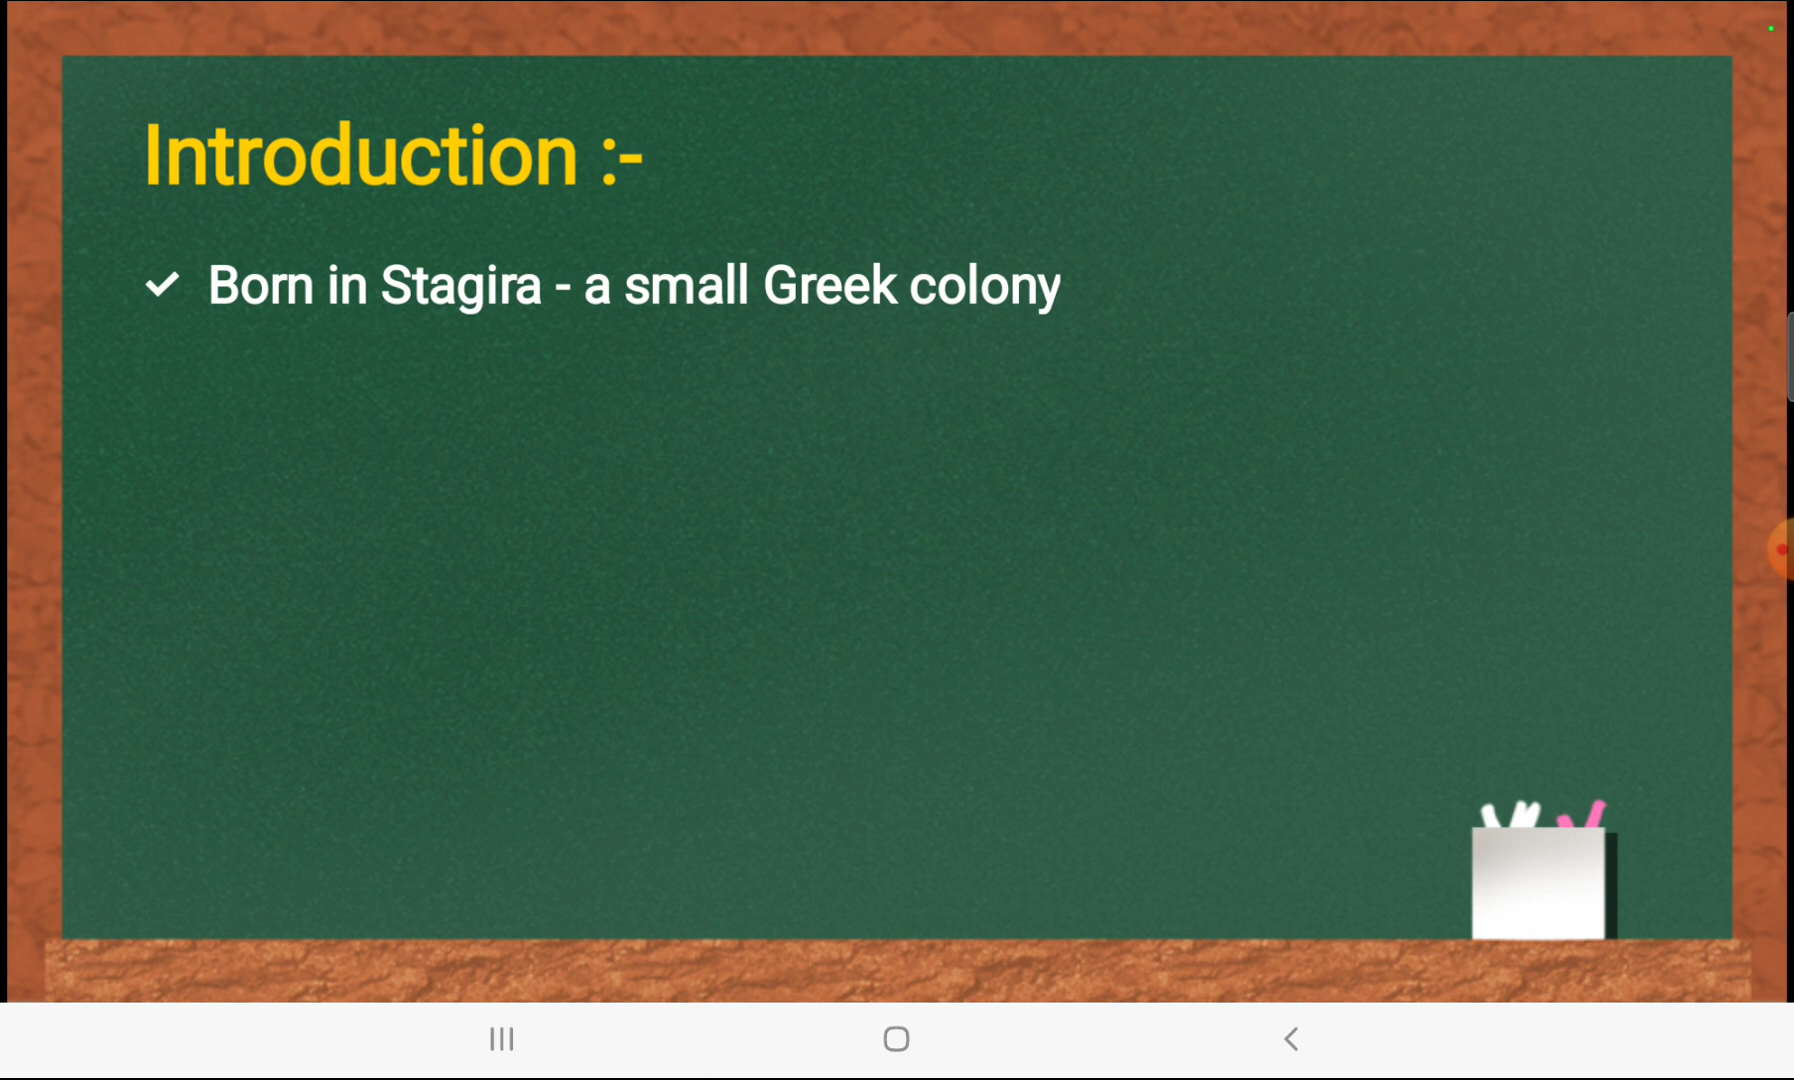 Introduction :-
Born in Stagira - a small Greek colony